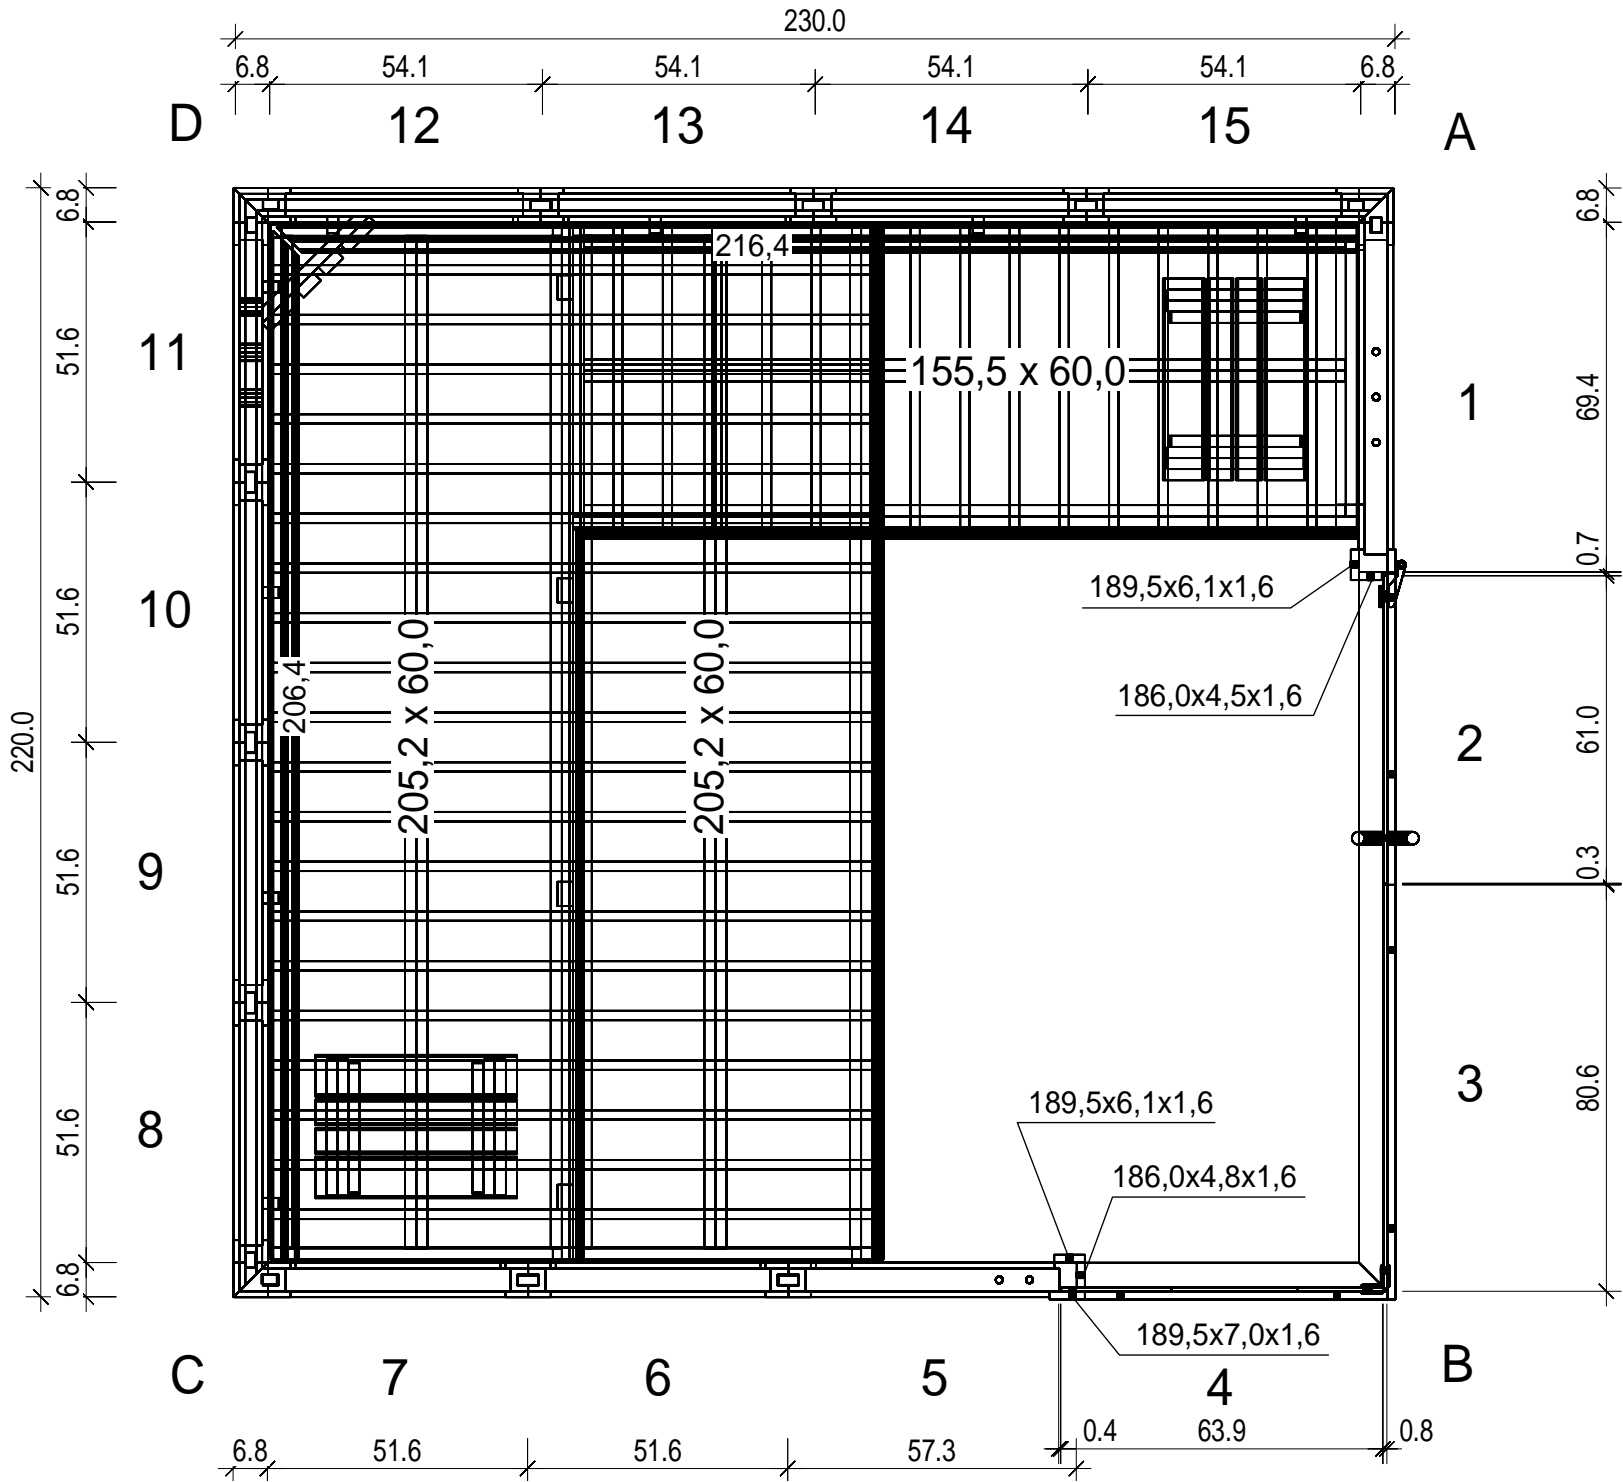 230.0
6.8 54.1 54.1 54.1 54.1 6.8
D 12 13 14 15 A
6.8 6.8
216,4
51.6 11 155,5 x 60,0 1 69.4
0.7
189,5x6,1x1,6
51.6 10
206,4 205,2 x 60,0 205,2 x 60,0
186,0x4,5x1,6
220.0 2 61.0
51.6 9 0.3
51.6 8 3 80.6
189,5x6,1x1,6
186,0x4,8x1,6
6.8
189,5x7,0x1,6
C 7 6 5 4 B
0.4 63.9 0.8
6.8 51.6 51.6 57.3